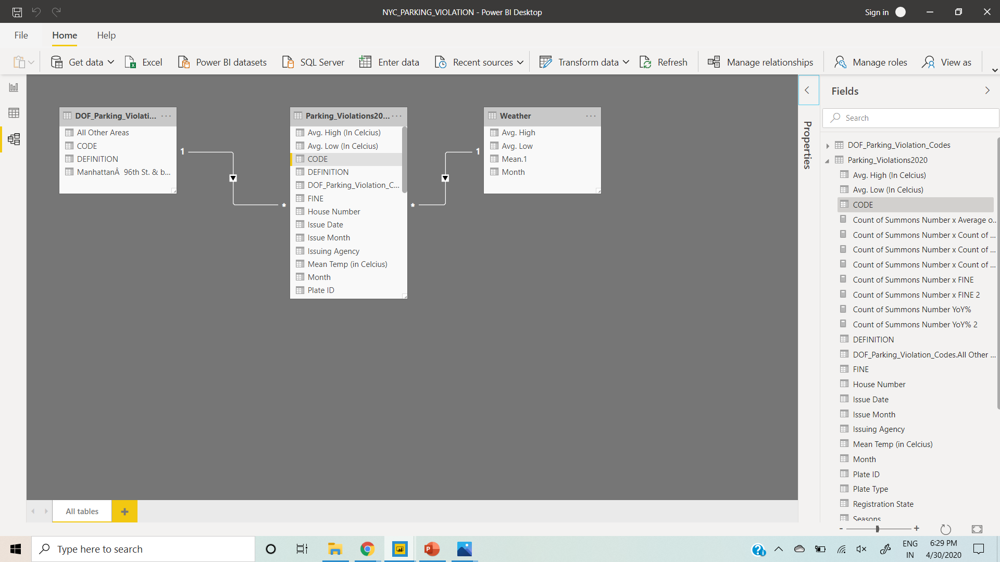 NYC_PARKING_VIOLATION - Power BI Desktop
Sign in
File Home Help
Get data Excel Power BI datasets SQL Server Enter data Recent sources Transform data Refresh Manage relationships Manage roles View as
DOF_Parking_Violati...
All Other Areas
CODE
DEFINITION
ManhattanÂ  96th St. & b...
1
*
Parking_Violations20...
Avg. High (In Celcius)
Avg. Low (In Celcius)
CODE
DEFINITION
DOF_Parking_Violation_C...
FINE
House Number
Issue Date
Issue Month
Issuing Agency
Mean Temp (in Celcius)
Month
Plate ID
1
*
Weather
Avg. High
Avg. Low
Mean.1
Month
Properties
Fields
Search
DOF_Parking_Violation_Codes
Parking_Violations2020
Avg. High (In Celcius)
Avg. Low (In Celcius)
CODE
Count of Summons Number x Average o...
Count of Summons Number x Count of ...
Count of Summons Number x Count of ...
Count of Summons Number x Count of ...
Count of Summons Number x FINE
Count of Summons Number x FINE 2
Count of Summons Number YoY%
Count of Summons Number YoY% 2
DEFINITION
DOF_Parking_Violation_Codes.All Other ...
FINE
House Number
Issue Date
Issue Month
Issuing Agency
Mean Temp (in Celcius)
Month
Plate ID
Plate Type
Registration State
Seasons
All tables +
- +
Type here to search
ENG
IN
6:29 PM
4/30/2020